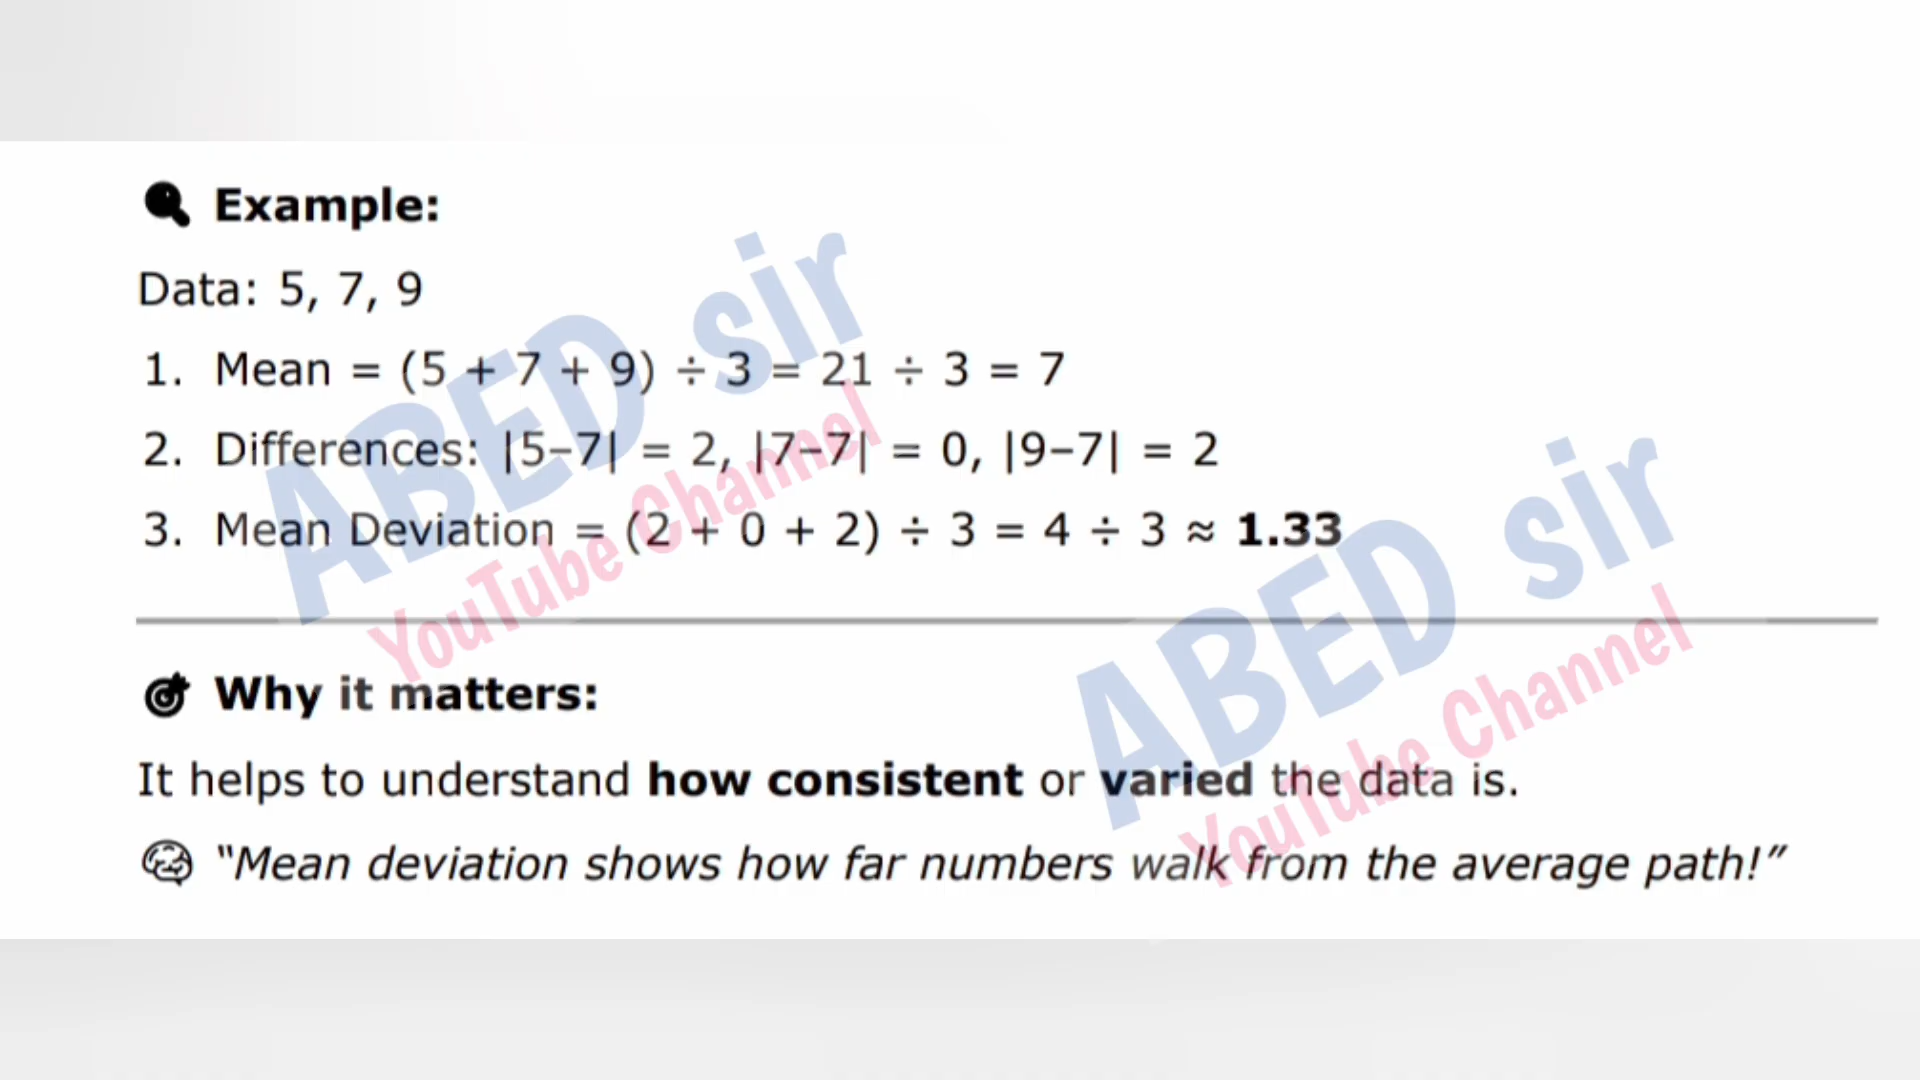 Example:
Data: 5, 7, 9
1. Mean = (5 + 7 + 9) ÷ 3 = 21 ÷ 3 = 7
2. Differences: |5–7| = 2, |7–7| = 0, |9–7| = 2
3. Mean Deviation = (2 + 0 + 2) ÷ 3 = 4 ÷ 3 ≈ 1.33
Why it matters:
It helps to understand how consistent or varied the data is.
“Mean deviation shows how far numbers walk from the average path!”
ABED sir
YouTube Channel
ABED sir
YouTube Channel